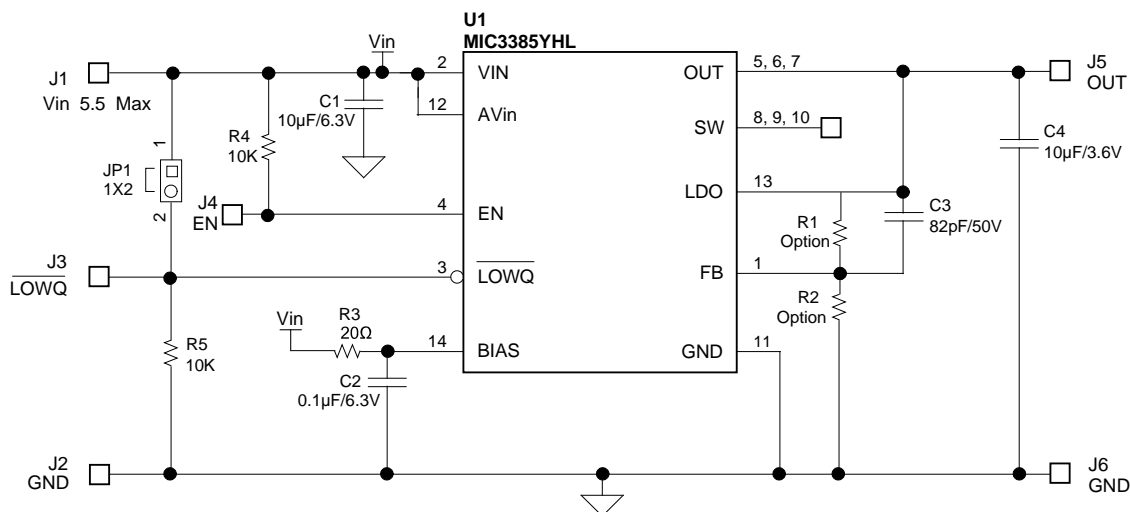 U1
MIC3385YHL
Vin
J1
Vin 5.5 Max
2
VIN
OUT
5, 6, 7
J5
OUT
12
AVin
C1
10µF/6.3V
SW
8, 9, 10
R4
10K
C4
10µF/3.6V
1
JP1
1X2
2
LDO
13
J4
EN
4
EN
R1
Option
C3
82pF/50V
J3
LOWQ
3
LOWQ
FB
1
R2
Option
Vin
R3
20Ω
R5
10K
14
BIAS
GND
11
C2
0.1µF/6.3V
J2
GND
J6
GND